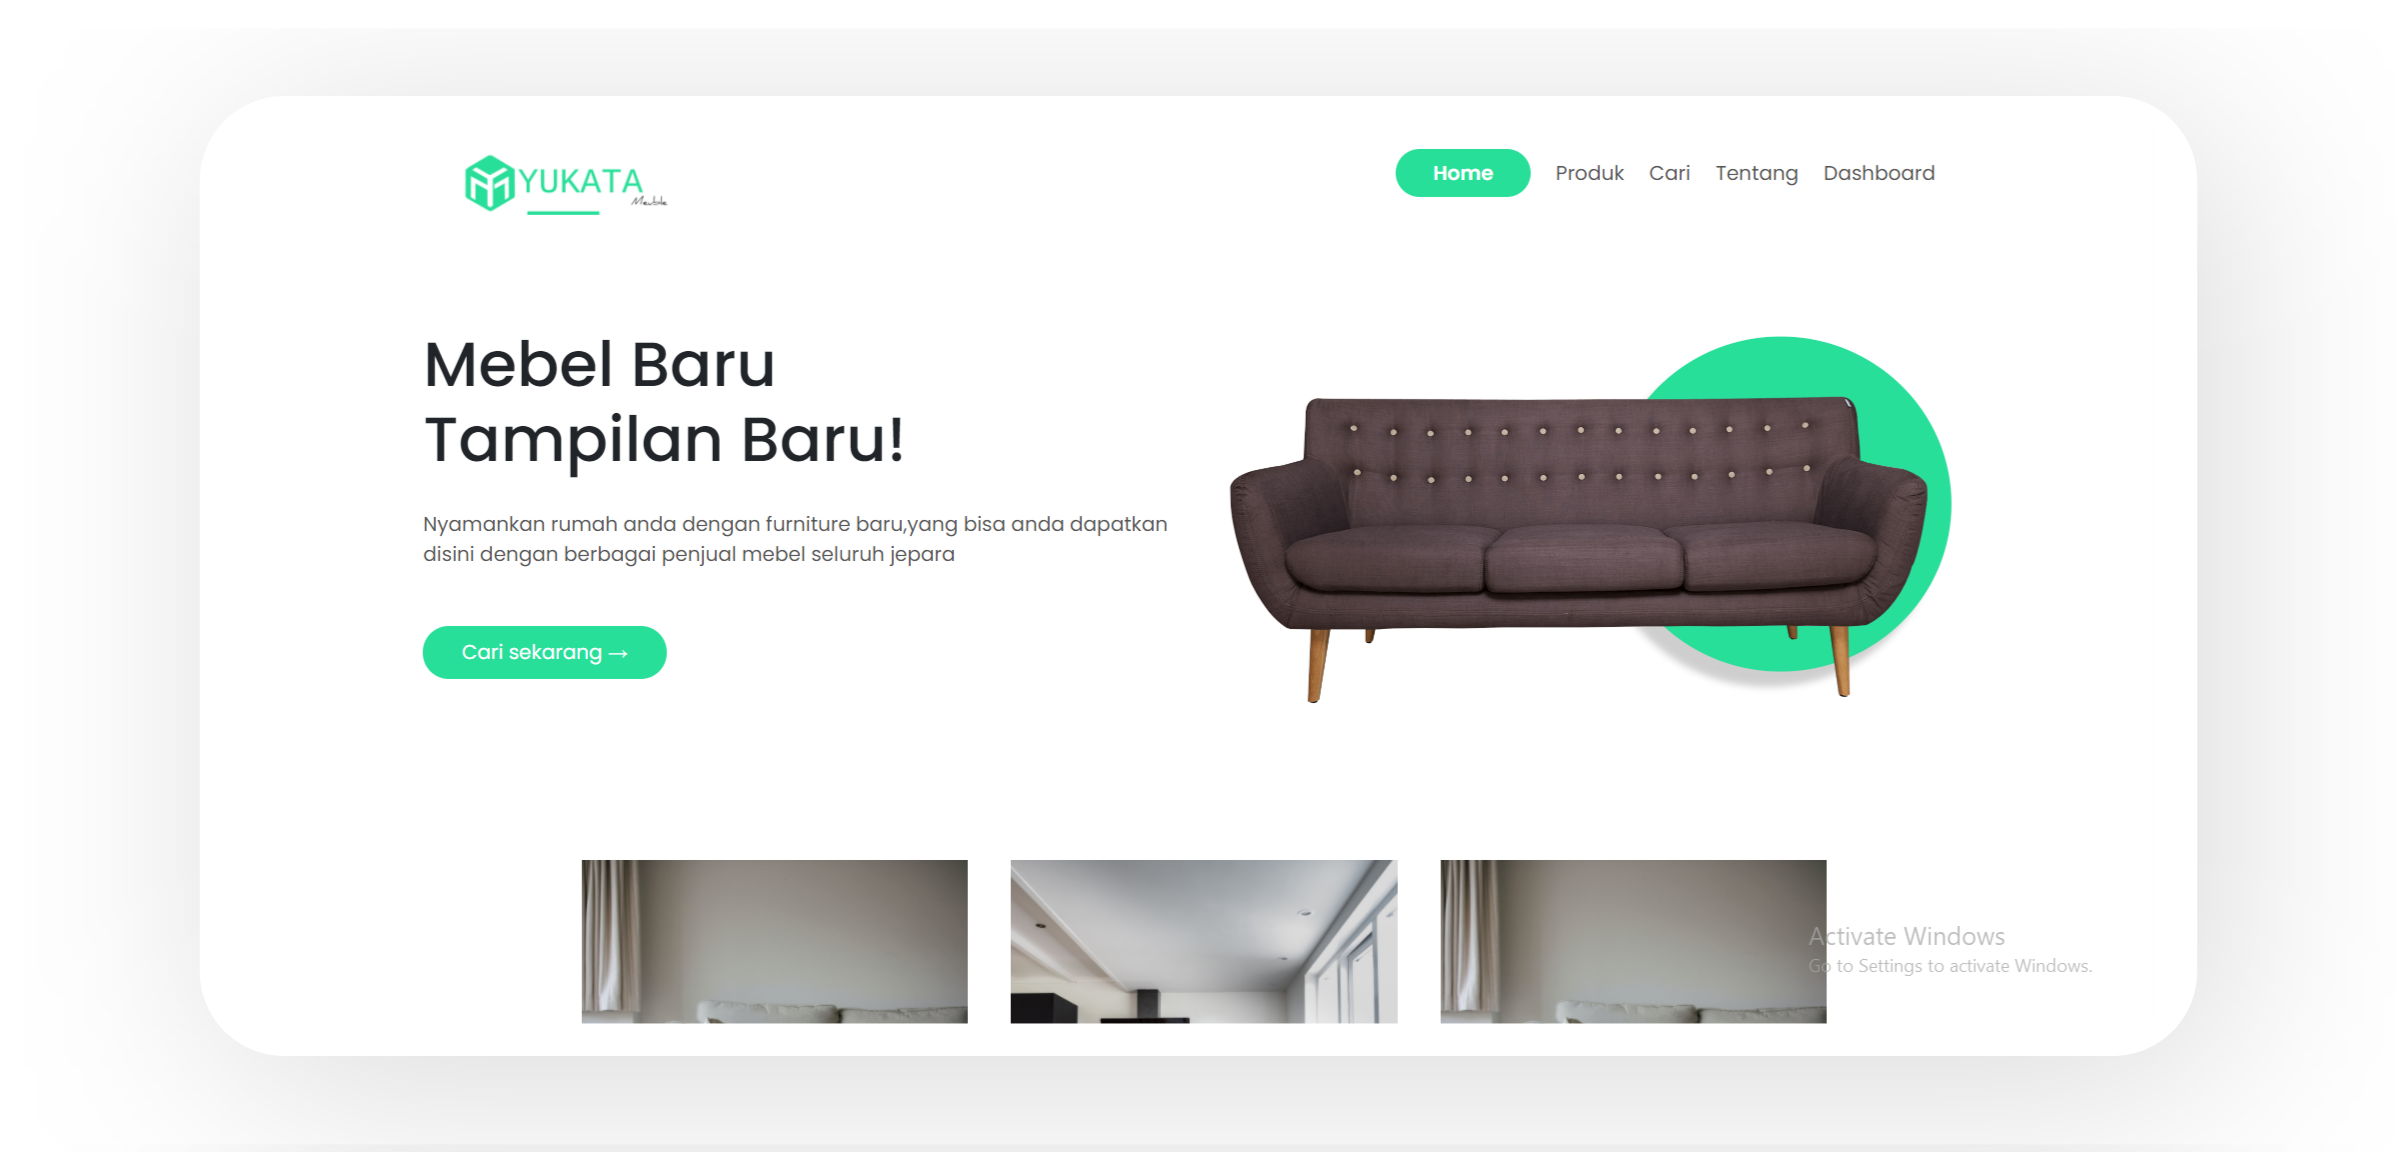 YUKATA
Meubile
Home Produk Cari Tentang Dashboard
Mebel Baru
Tampilan Baru!
Nyamankan rumah anda dengan furniture baru,yang bisa anda dapatkan
disini dengan berbagai penjual mebel seluruh jepara
Cari sekarang →
Activate Windows
Go to Settings to activate Windows.